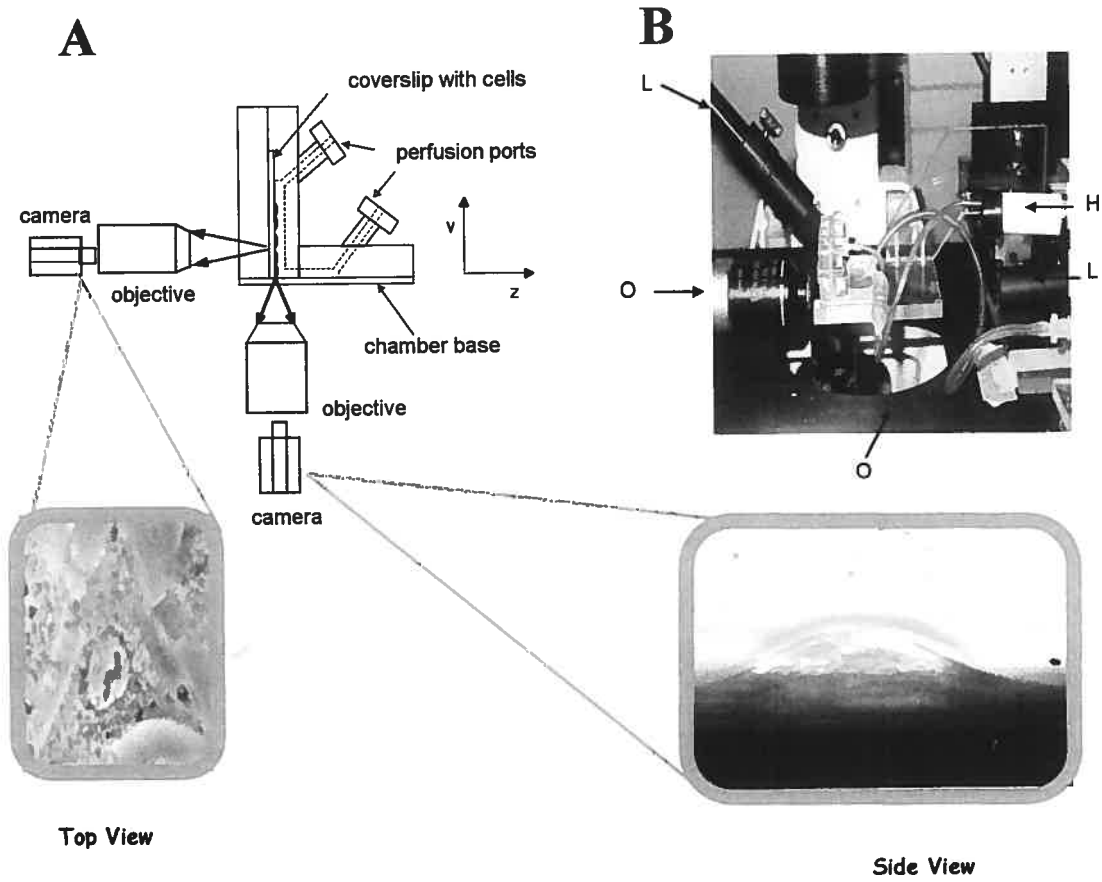 A
B
coverslip with cells
perfusion ports
camera
objective
y
z
chamber base
objective
camera
L
H
L
O
O
Top View
Side View